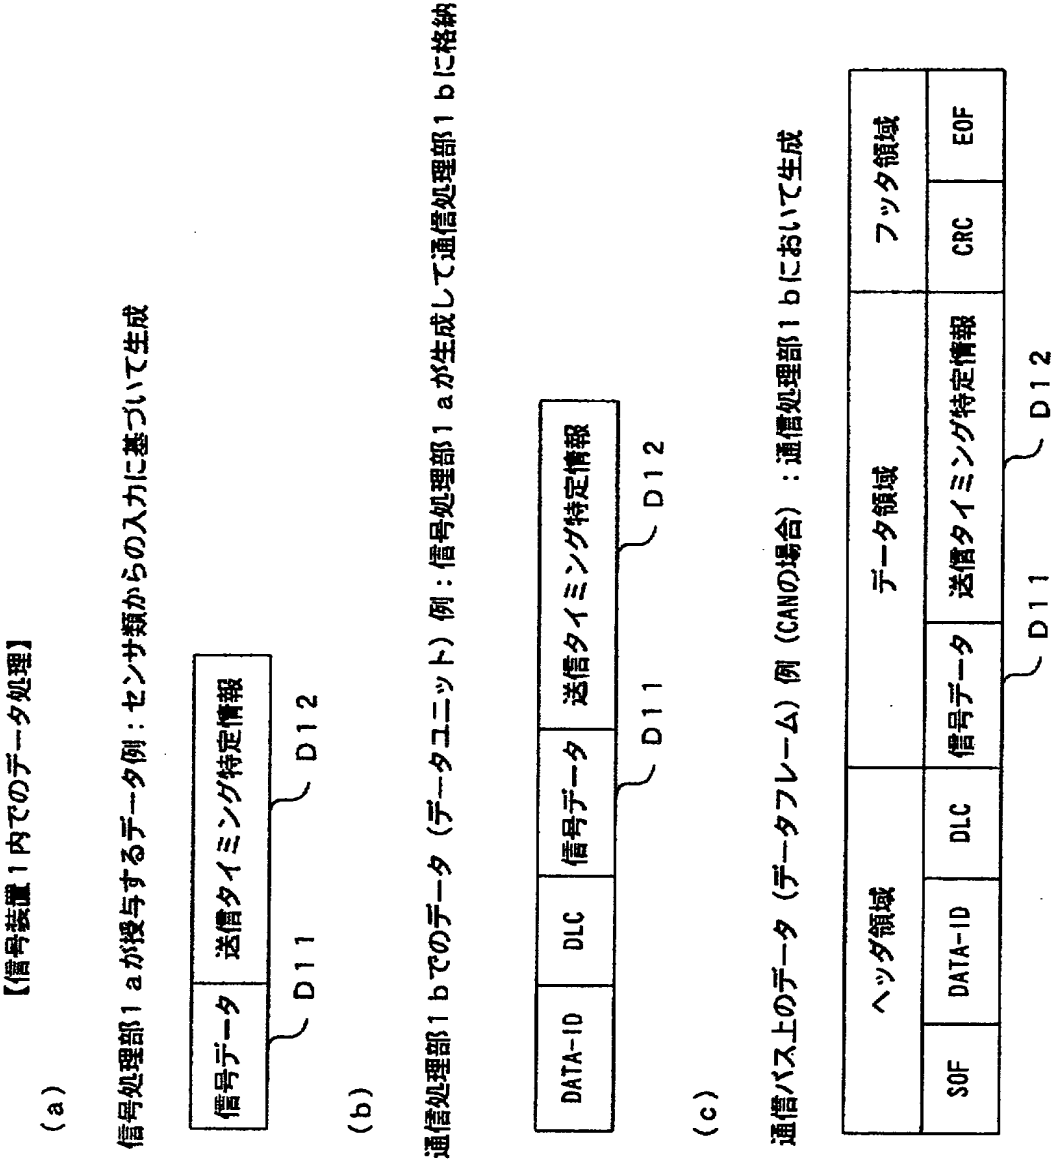 【信号装置1内でのデータ処理】
(a)
信号処理部1aが授与するデータ例：センサ類からの入力に基づいて生成
信号データ 送信タイミング特定情報
D11 D12
(b)
通信処理部1bでのデータ（データユニット）例：信号処理部1aが生成して通信処理部1bに格納
DATA-ID DLC 信号データ 送信タイミング特定情報
D11 D12
(c)
通信バス上のデータ（データフレーム）例（CANの場合）：通信処理部1bにおいて生成
ヘッダ領域 データ領域 フッタ領域
SOF DATA-ID DLC 信号データ 送信タイミング特定情報 CRC EOF
D11 D12